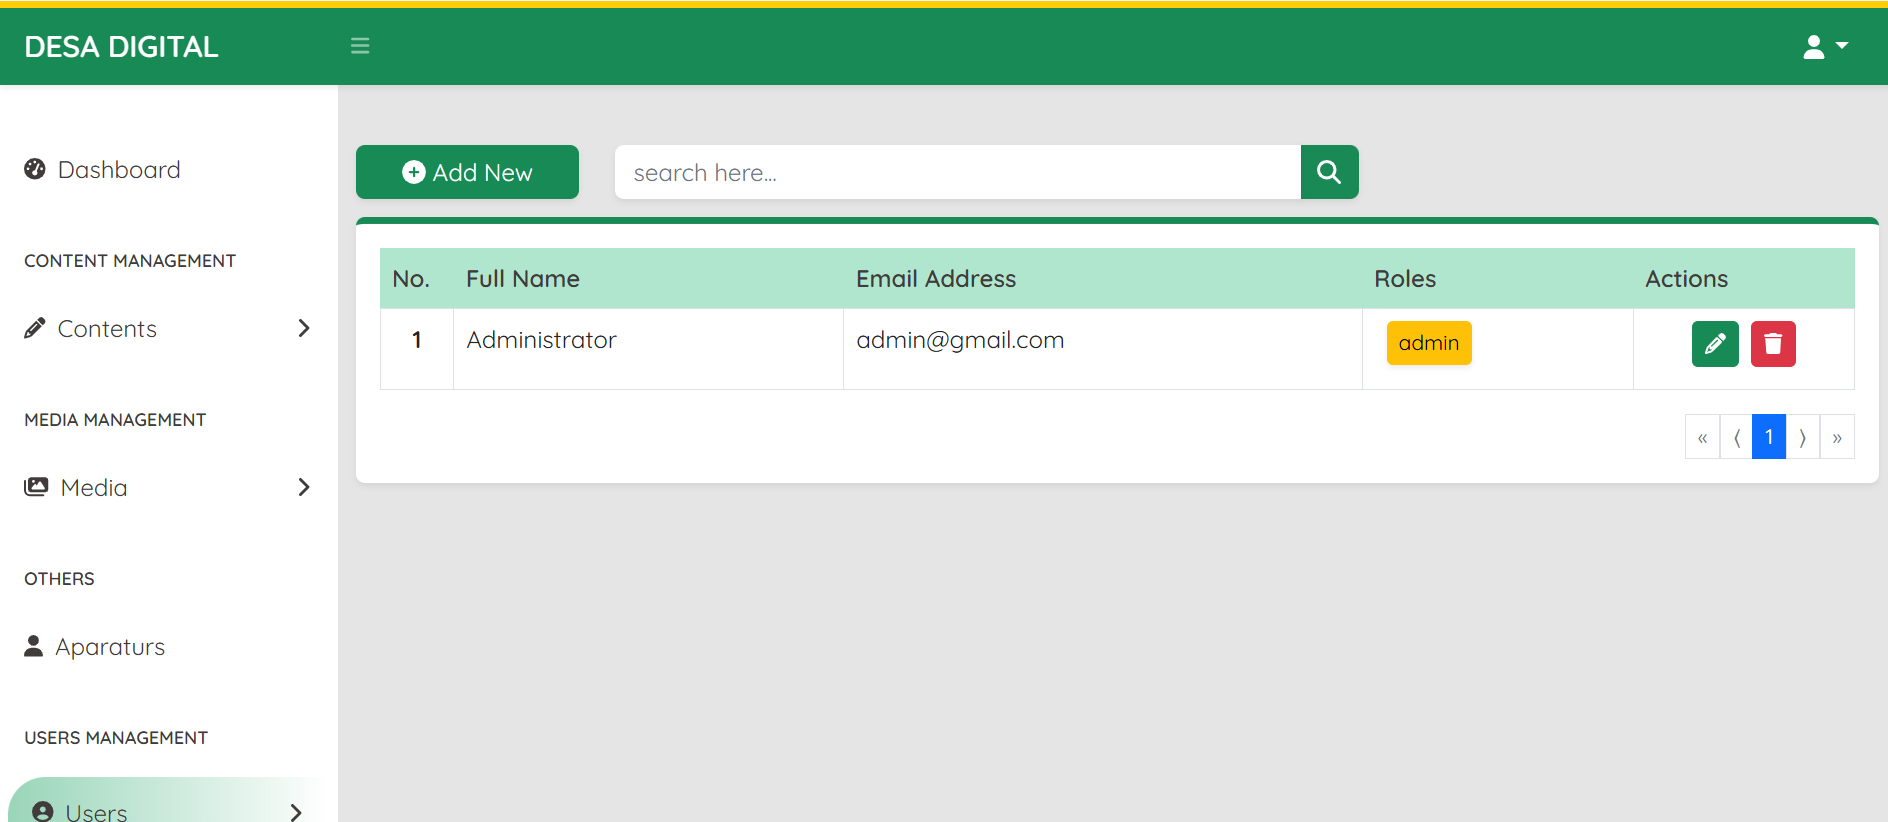 DESA DIGITAL
Dashboard
CONTENT MANAGEMENT
Contents
MEDIA MANAGEMENT
Media
OTHERS
Aparaturs
USERS MANAGEMENT
Users
Add New
search here...
No. Full Name Email Address Roles Actions
1 Administrator admin@gmail.com admin
« ⟨ 1 ⟩ »